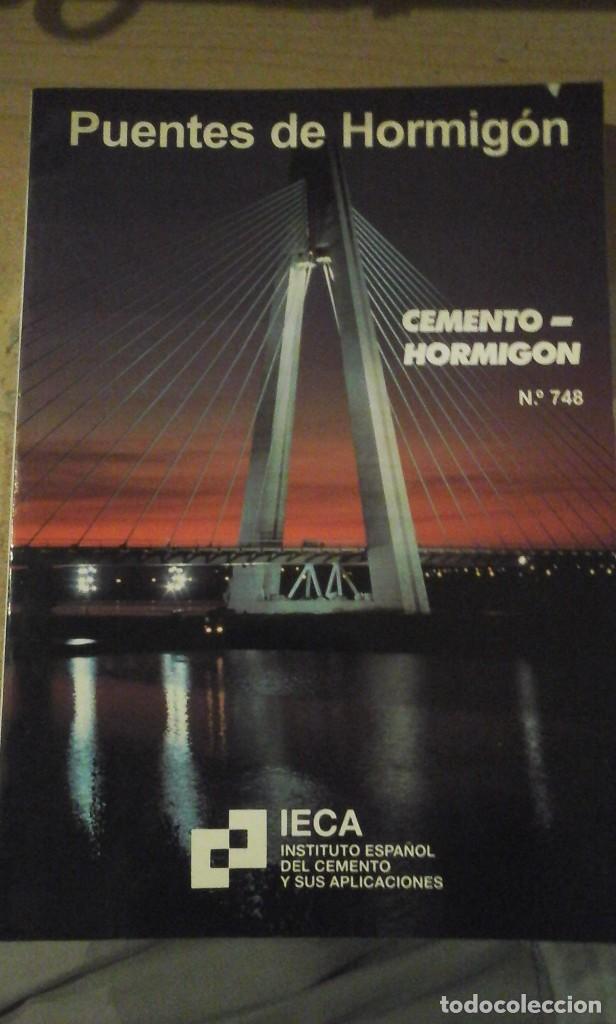 Puentes de Hormigón
CEMENTO –
HORMIGON
N.º 748
IECA
INSTITUTO ESPAÑOL
DEL CEMENTO
Y SUS APLICACIONES
todocoleccion